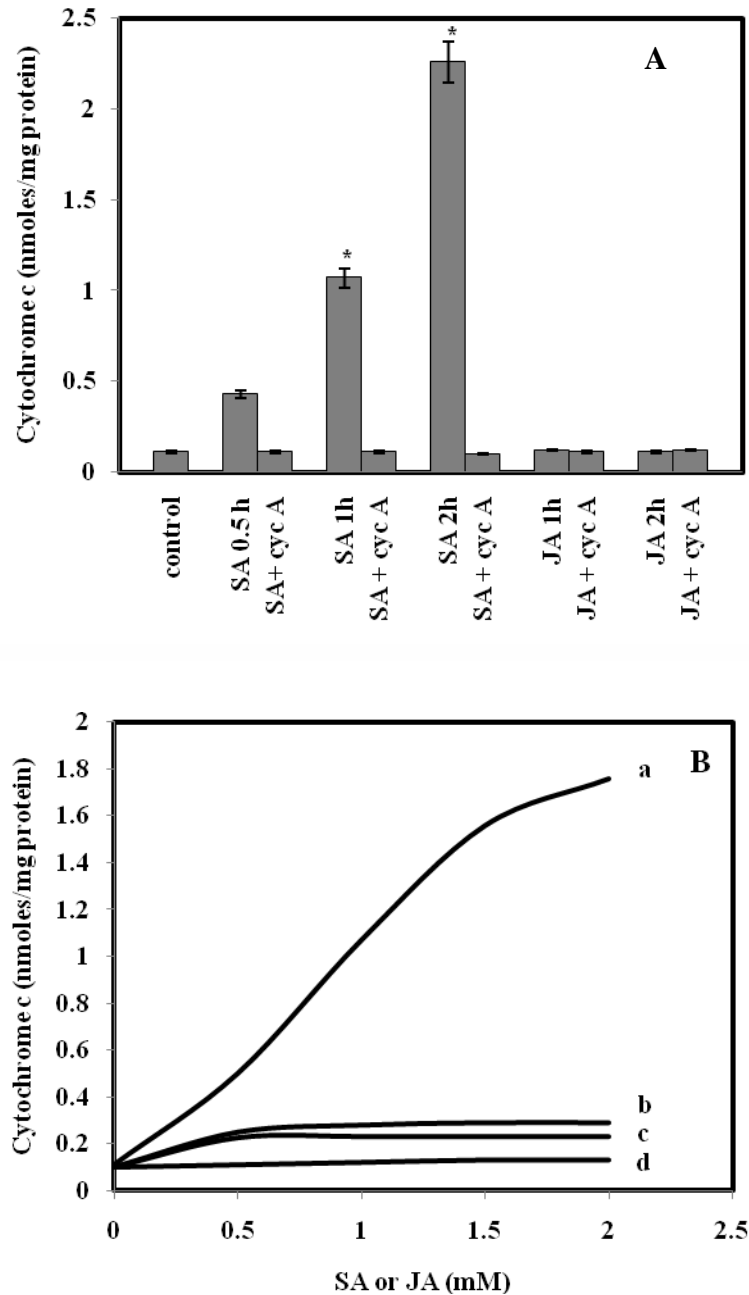 2.5
2
1.5
1
0.5
0
Cytochrome c (nmoles/mg protein)
A
*
*
control
SA 0.5 h
SA+ cyc A
SA 1h
SA + cyc A
SA 2h
SA + cyc A
JA 1h
JA + cyc A
JA 2h
JA + cyc A
2
1.8
1.6
1.4
1.2
1
0.8
0.6
0.4
0.2
0
Cytochrome c (nmoles/mg protein)
B
a
b
c
d
0
0.5
1
1.5
2
2.5
SA or JA (mM)